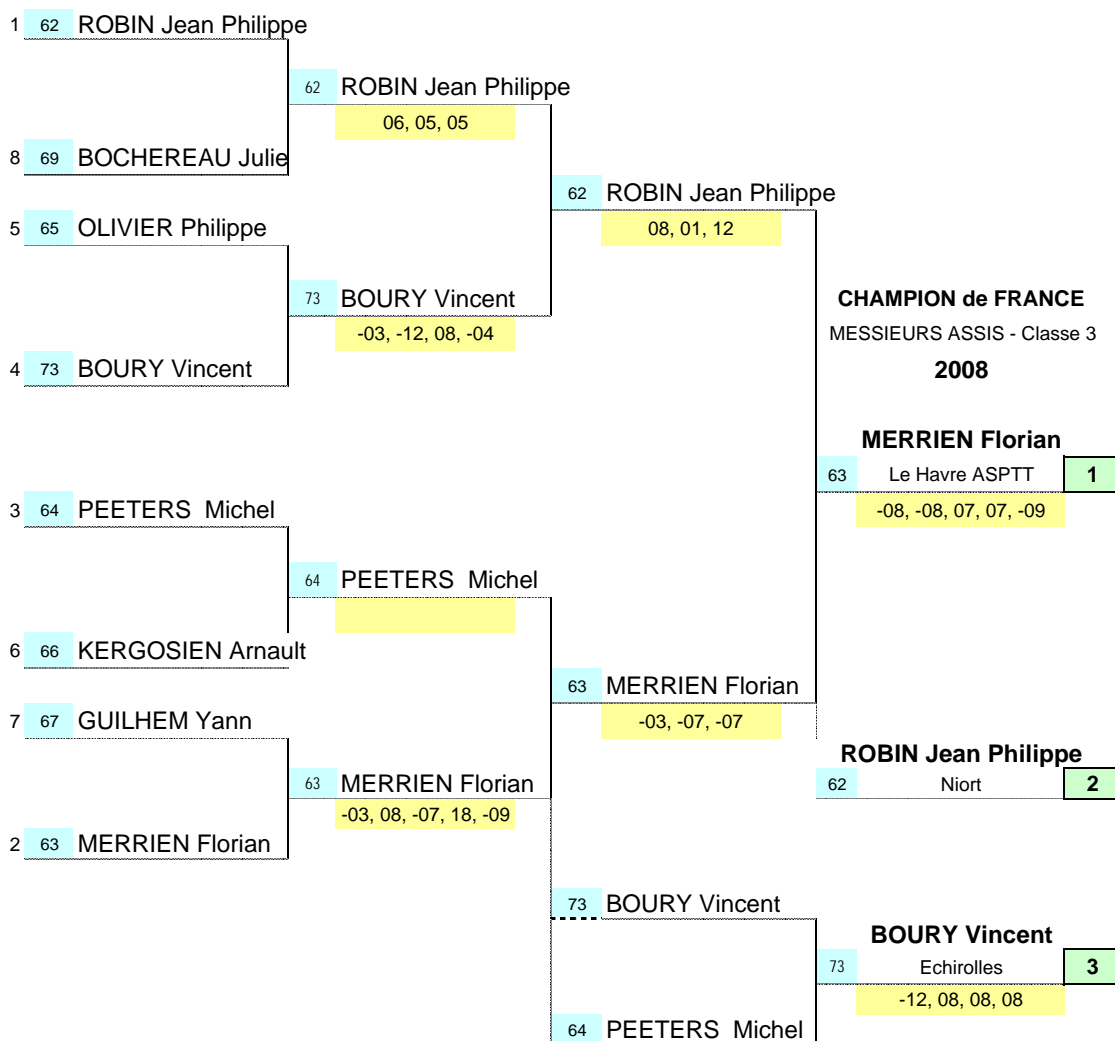 1 62 ROBIN Jean Philippe
62 ROBIN Jean Philippe
06, 05, 05
8 69 BOCHEREAU Julie
62 ROBIN Jean Philippe
08, 01, 12
5 65 OLIVIER Philippe
73 BOURY Vincent
-03, -12, 08, -04
4 73 BOURY Vincent
CHAMPION de FRANCE
MESSIEURS ASSIS - Classe 3
2008
MERRIEN Florian
63 Le Havre ASPTT 1
-08, -08, 07, 07, -09
3 64 PEETERS Michel
64 PEETERS Michel
6 66 KERGOSIEN Arnault
63 MERRIEN Florian
-03, -07, -07
7 67 GUILHEM Yann
63 MERRIEN Florian
-03, 08, -07, 18, -09
2 63 MERRIEN Florian
ROBIN Jean Philippe
62 Niort 2
73 BOURY Vincent
BOURY Vincent
73 Echirolles 3
-12, 08, 08, 08
64 PEETERS Michel